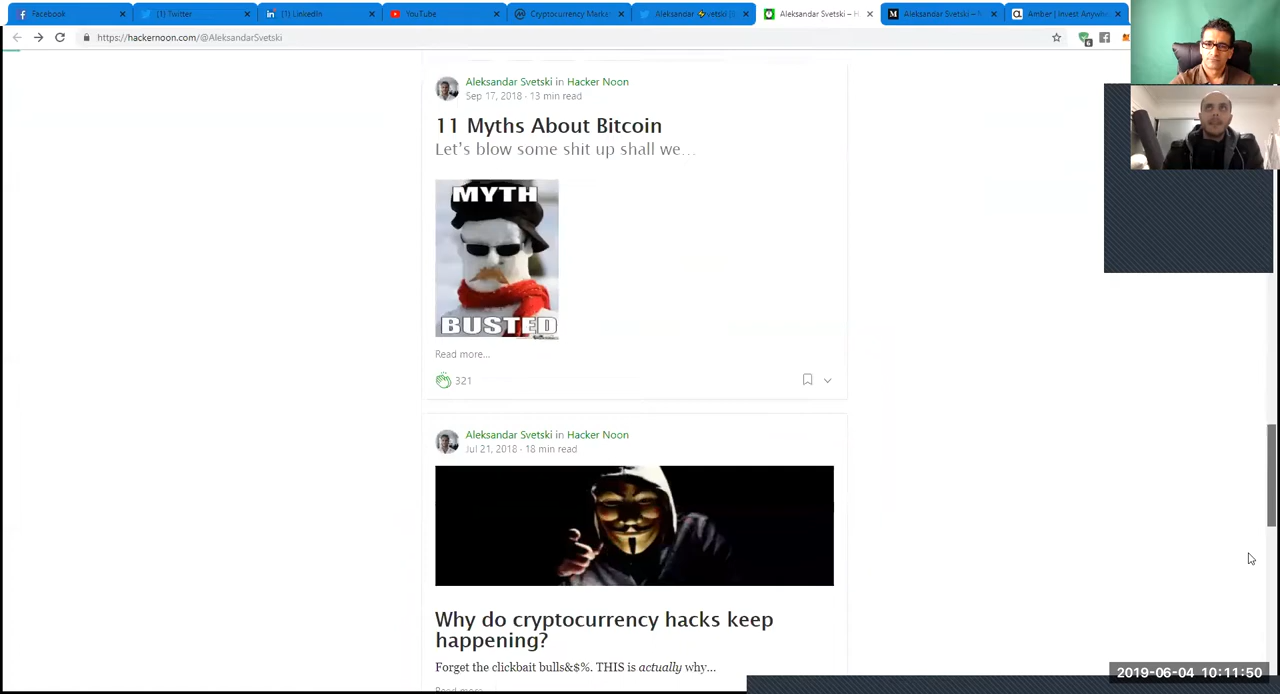 Facebook
(1) Twitter
(1) LinkedIn
YouTube
Cryptocurrency Marke
Aleksandar Svetski – H
Aleksandar Svetski –
Amber | Invest Anywh
https://hackernoon.com/@AleksandarSvetski
6
Aleksandar Svetski in Hacker Noon
Sep 17, 2018 · 13 min read
11 Myths About Bitcoin
Let's blow some shit up shall we…
MYTH
BUSTED
Read more...
321
Aleksandar Svetski in Hacker Noon
Jul 21, 2018 · 18 min read
Why do cryptocurrency hacks keep
happening?
Forget the clickbait bulls&$%. THIS is actually why…
Read more
2019-06-04 10:11:50